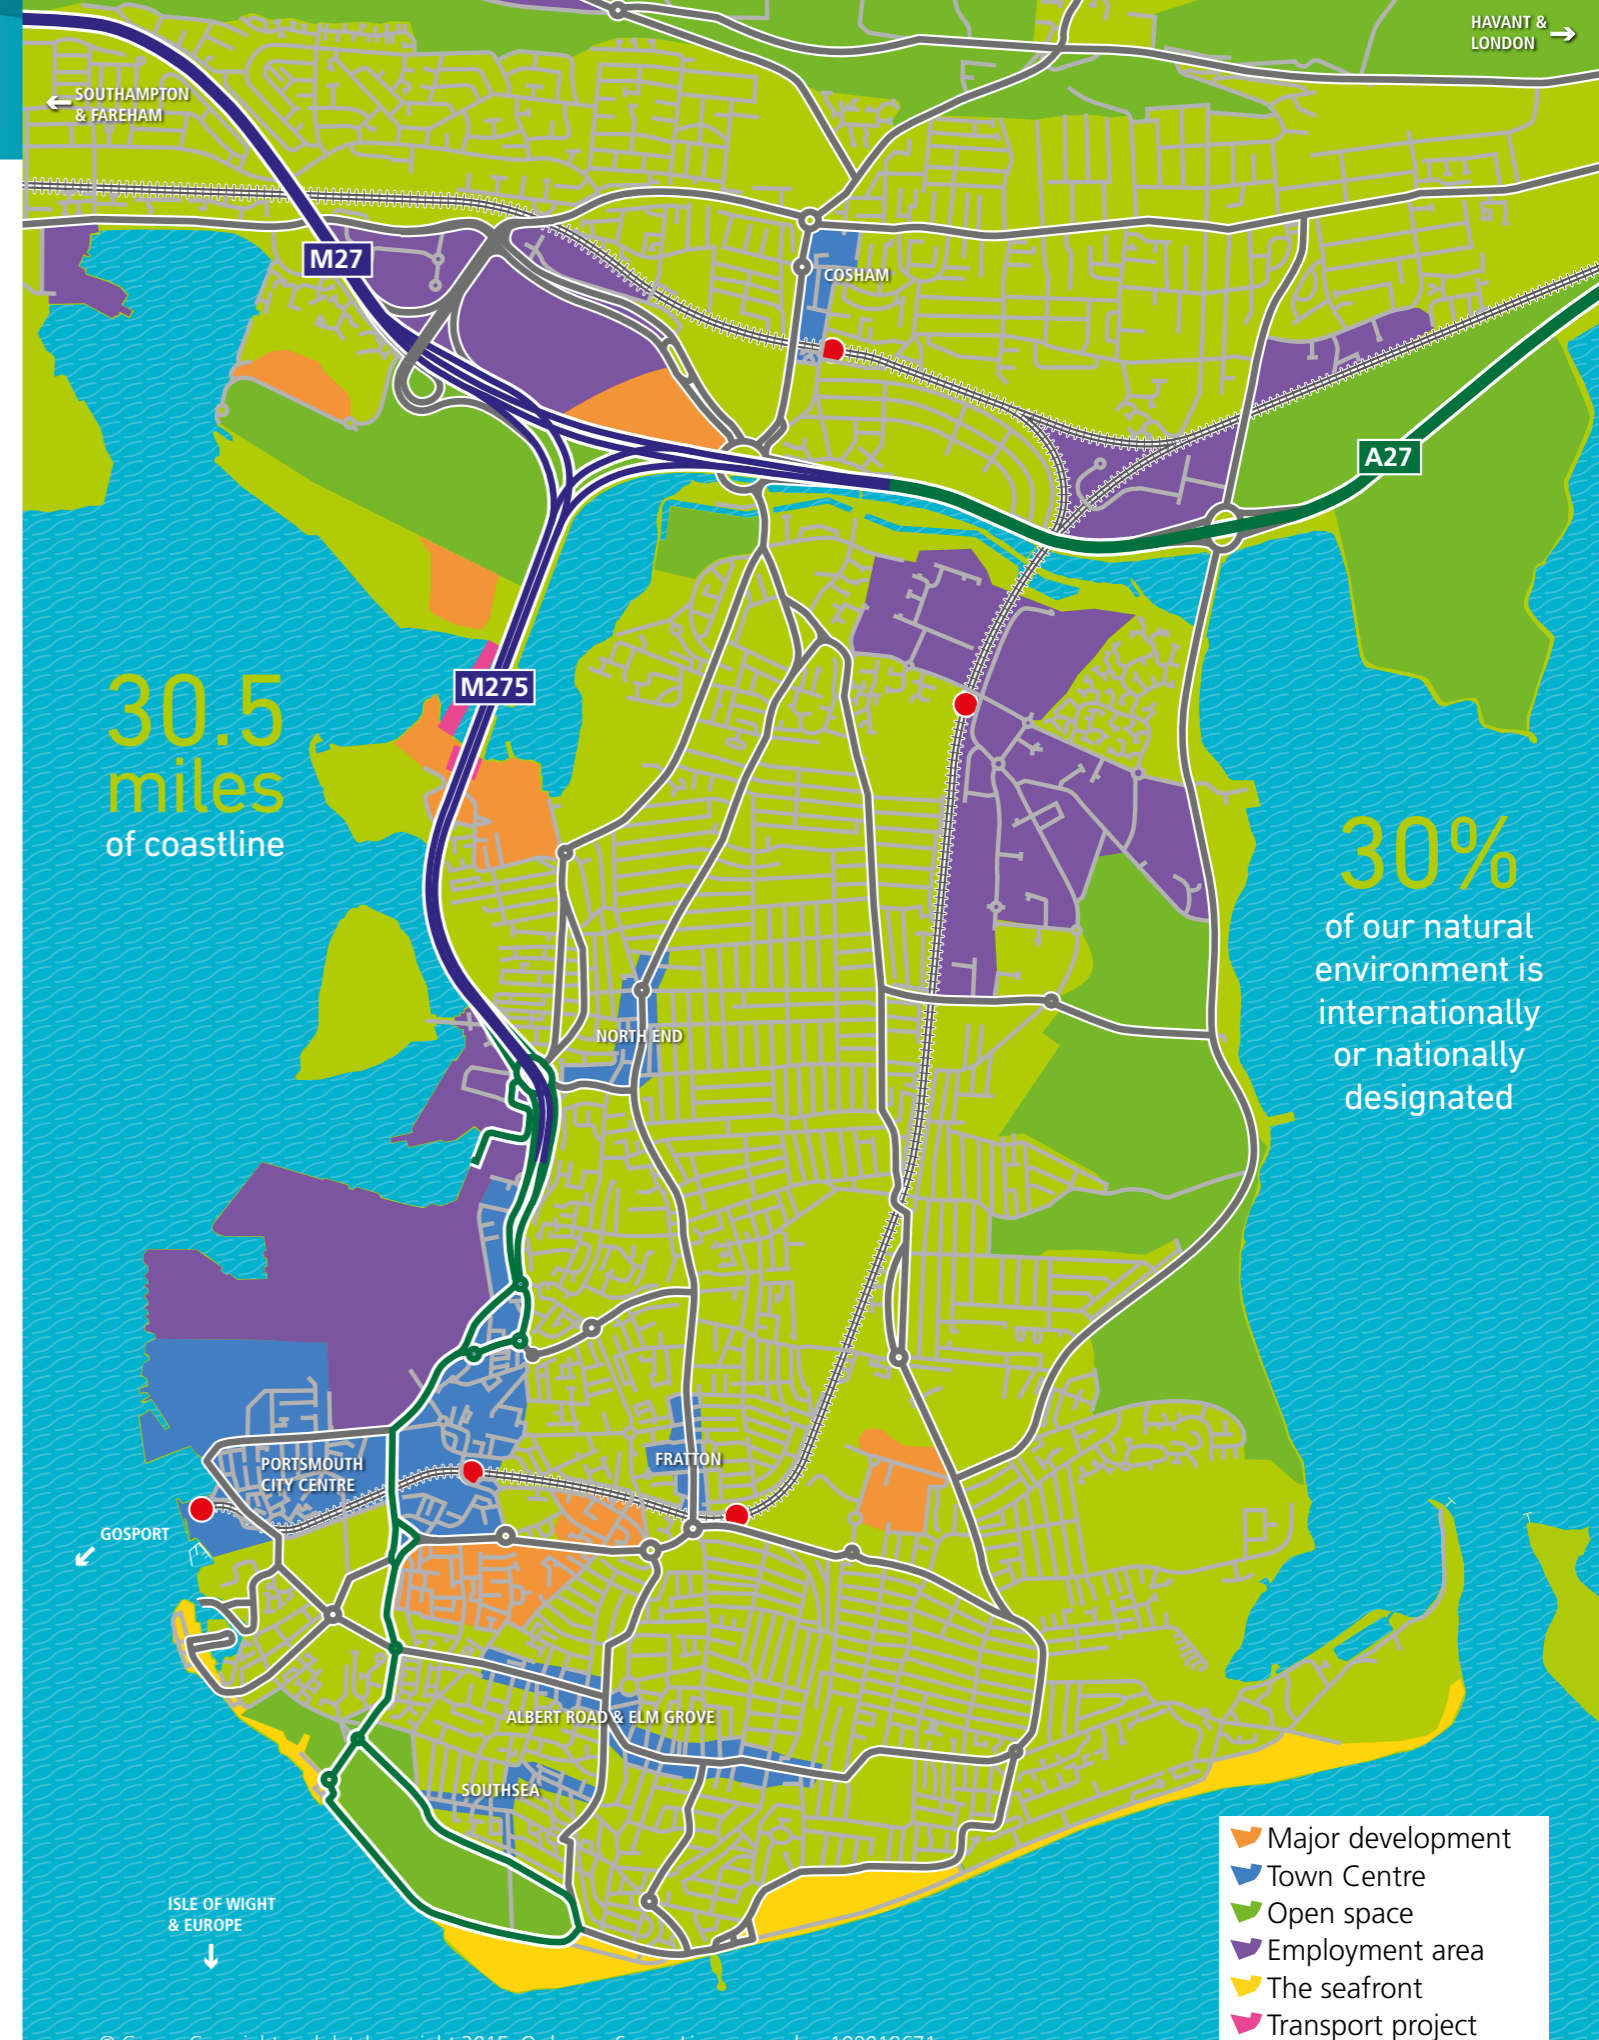 HAVANT &
LONDON
SOUTHAMPTON
& FAREHAM
M27
COSHAM
A27
M275
30.5
miles
of coastline
30%
of our natural
environment is
internationally
or nationally
designated
NORTH END
PORTSMOUTH
CITY CENTRE
FRATTON
GOSPORT
ALBERT ROAD & ELM GROVE
SOUTHSEA
ISLE OF WIGHT
& EUROPE
Major development
Town Centre
Open space
Employment area
The seafront
Transport project